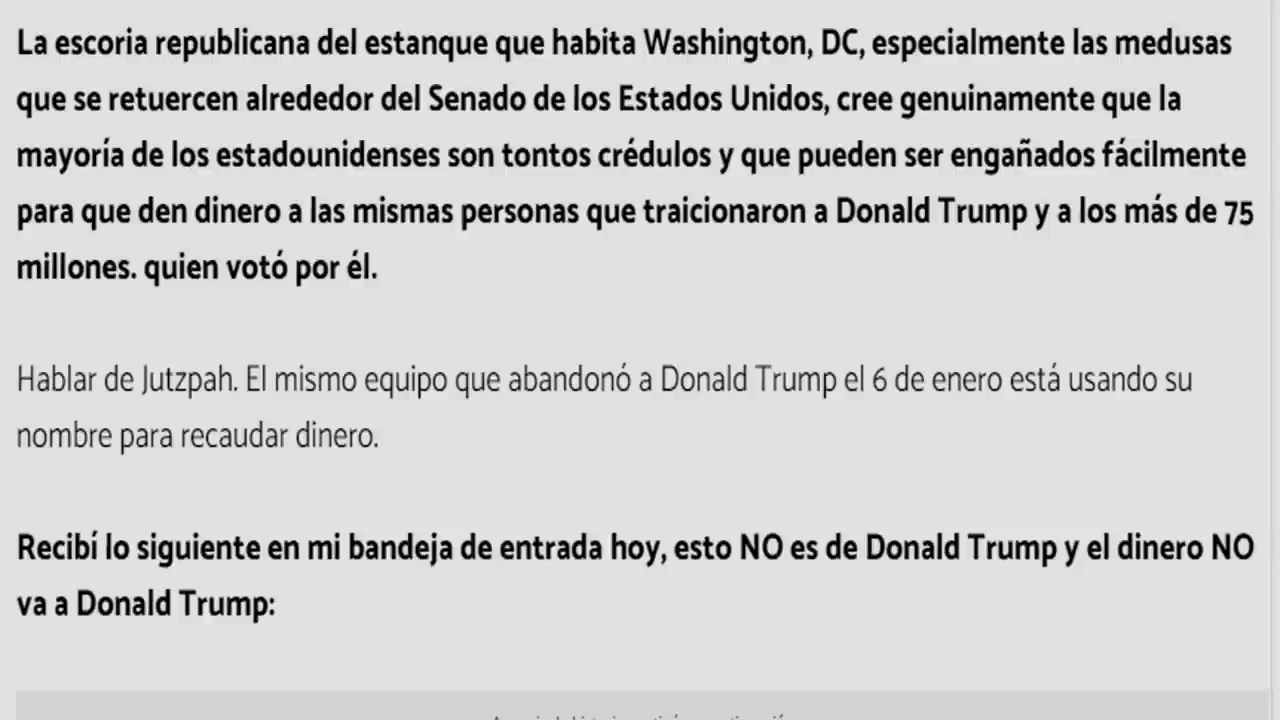 La escoria republicana del estanque que habita Washington, DC, especialmente las medusas
que se retuercen alrededor del Senado de los Estados Unidos, cree genuinamente que la
mayoría de los estadounidenses son tontos crédulos y que pueden ser engañados fácilmente
para que den dinero a las mismas personas que traicionaron a Donald Trump y a los más de 75
millones. quien votó por él.
Hablar de Jutzpah. El mismo equipo que abandonó a Donald Trump el 6 de enero está usando su
nombre para recaudar dinero.
Recibí lo siguiente en mi bandeja de entrada hoy, esto NO es de Donald Trump y el dinero NO
va a Donald Trump: